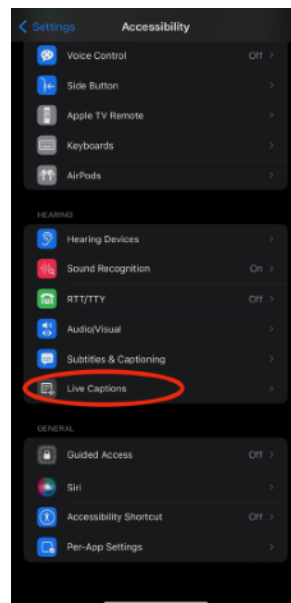 Settings Accessibility
Voice Control Off
Side Button
Apple TV Remote
Keyboards
AirPods
HEARING
Hearing Devices
Sound Recognition On
RTT/TTY Off
Audio/Visual
Subtitles & Captioning
Live Captions
GENERAL
Guided Access Off
Siri
Accessibility Shortcut Off
Per-App Settings